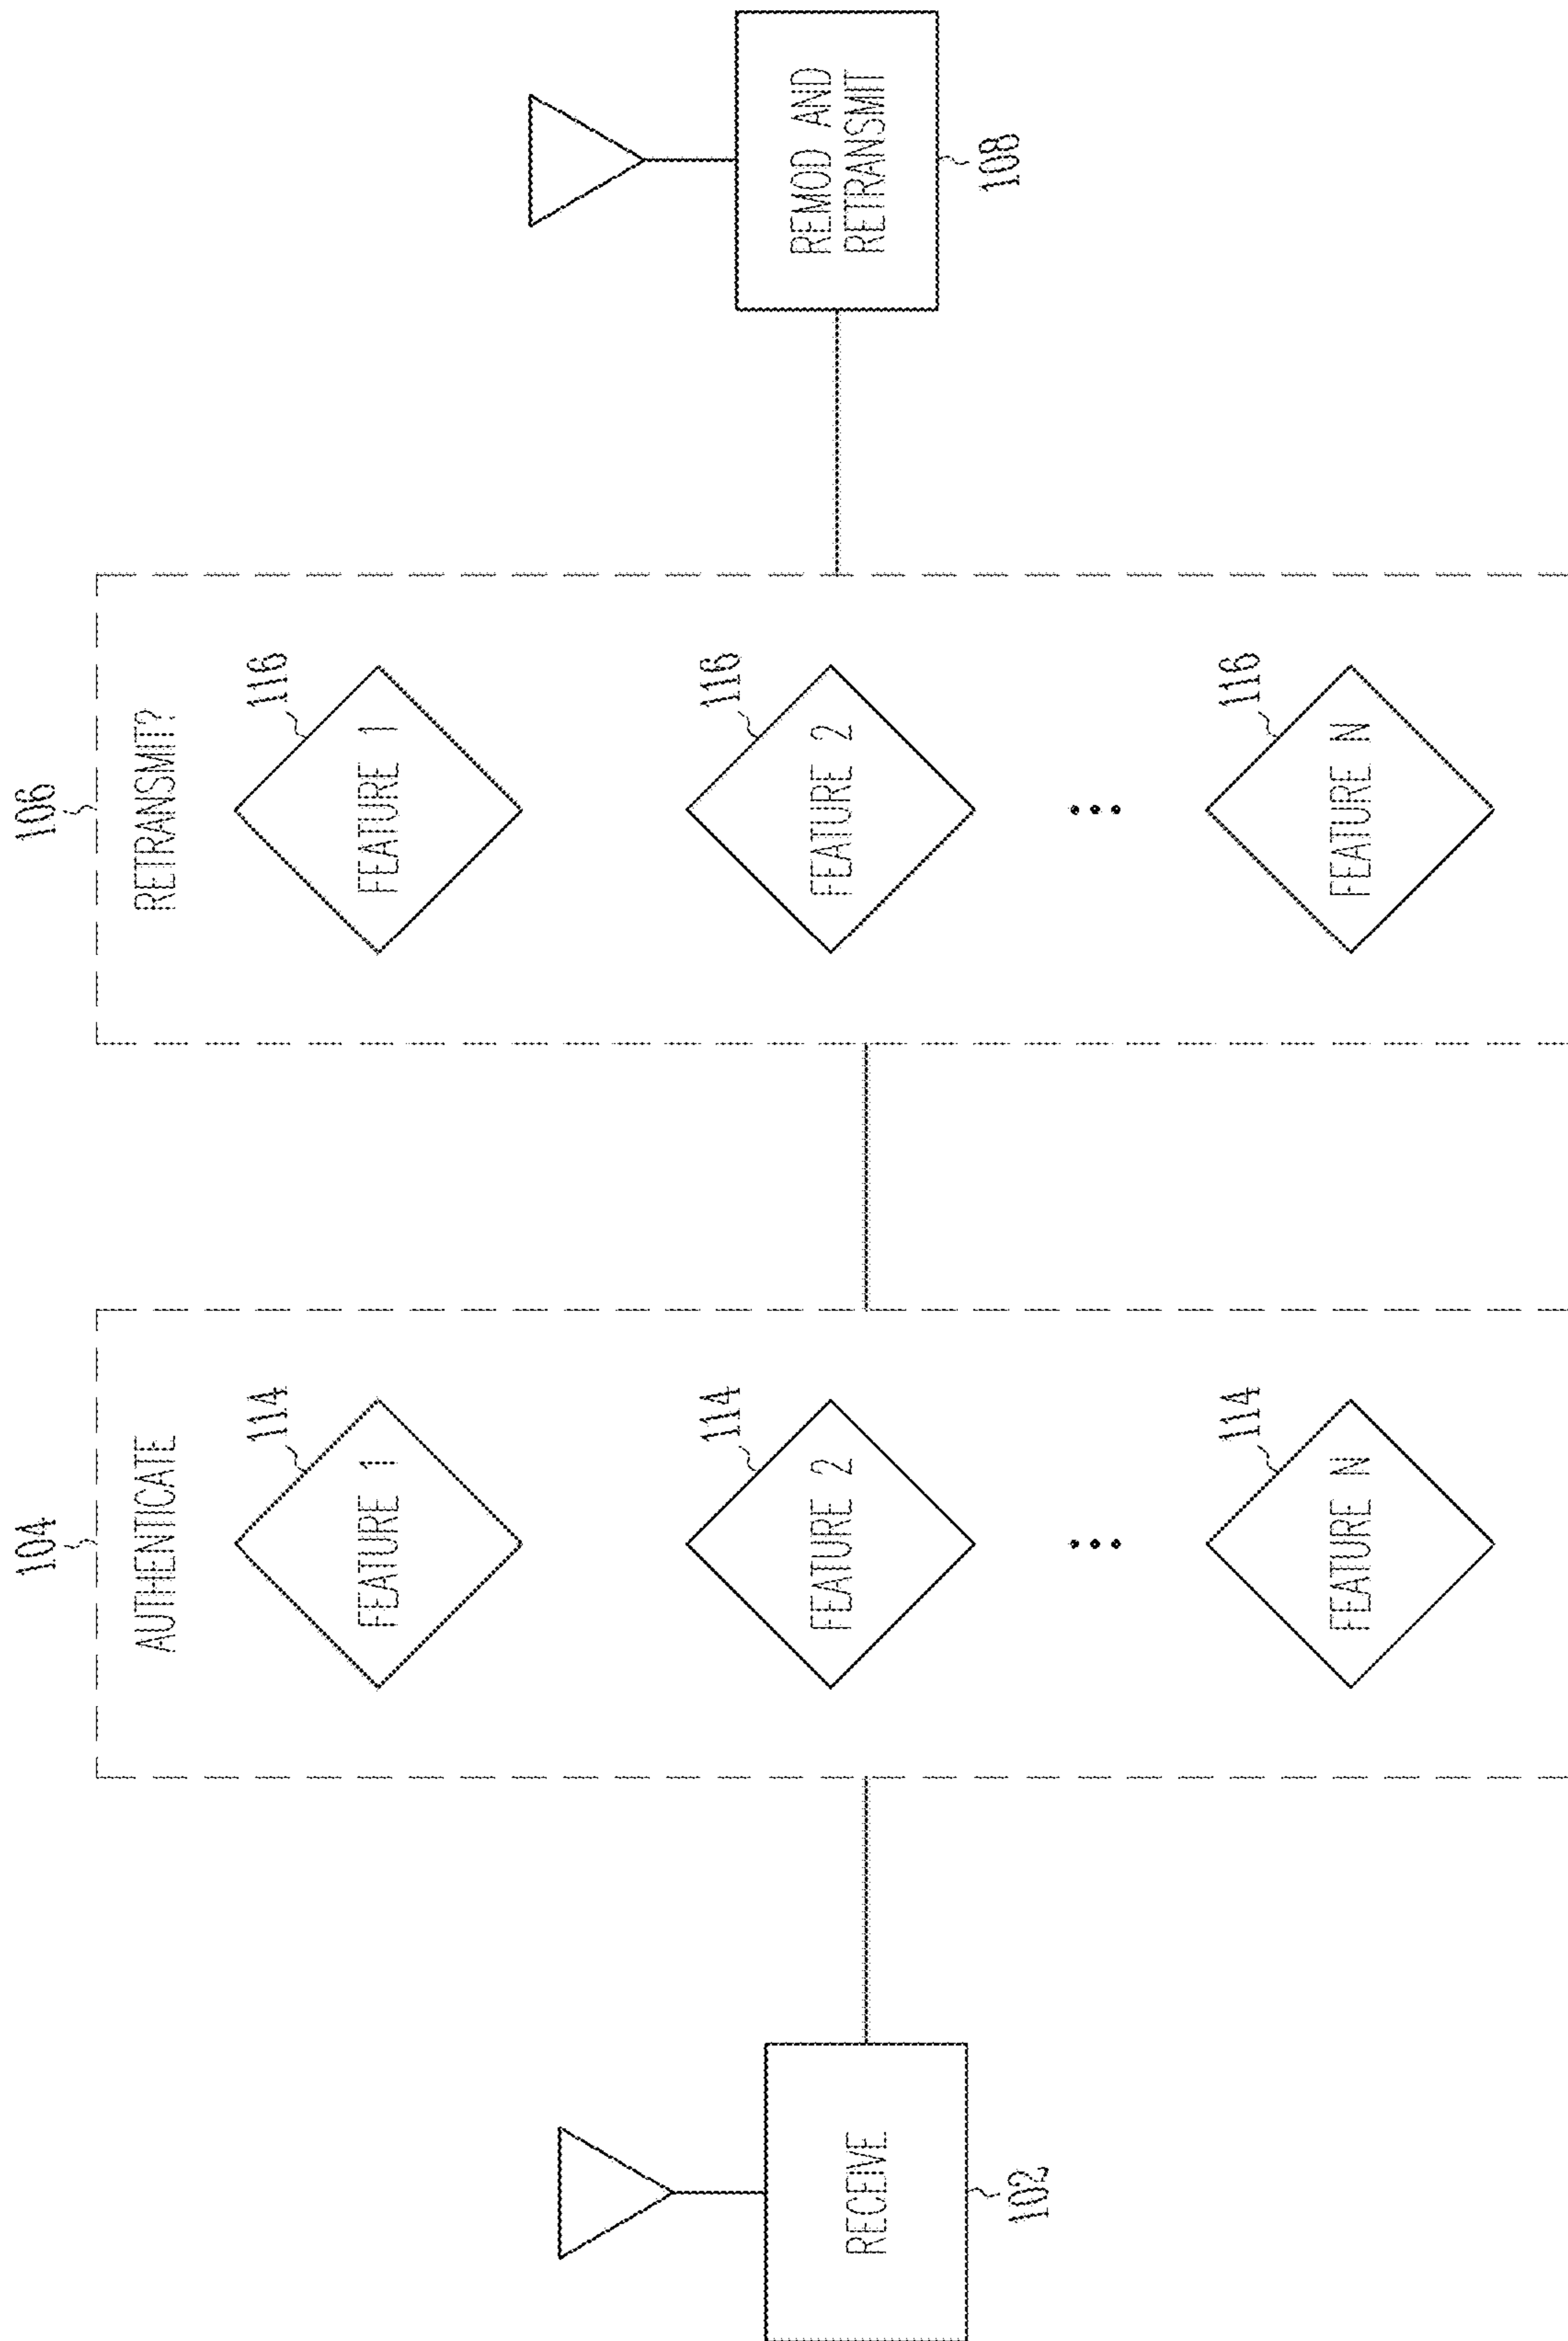 104
AUTHENTICATE
114
FEATURE 1
114
FEATURE 2
114
FEATURE N
RECEIVE
102
106
RETRANSMIT?
116
FEATURE 1
116
FEATURE 2
116
FEATURE N
REMOD AND
RETRANSMIT
108